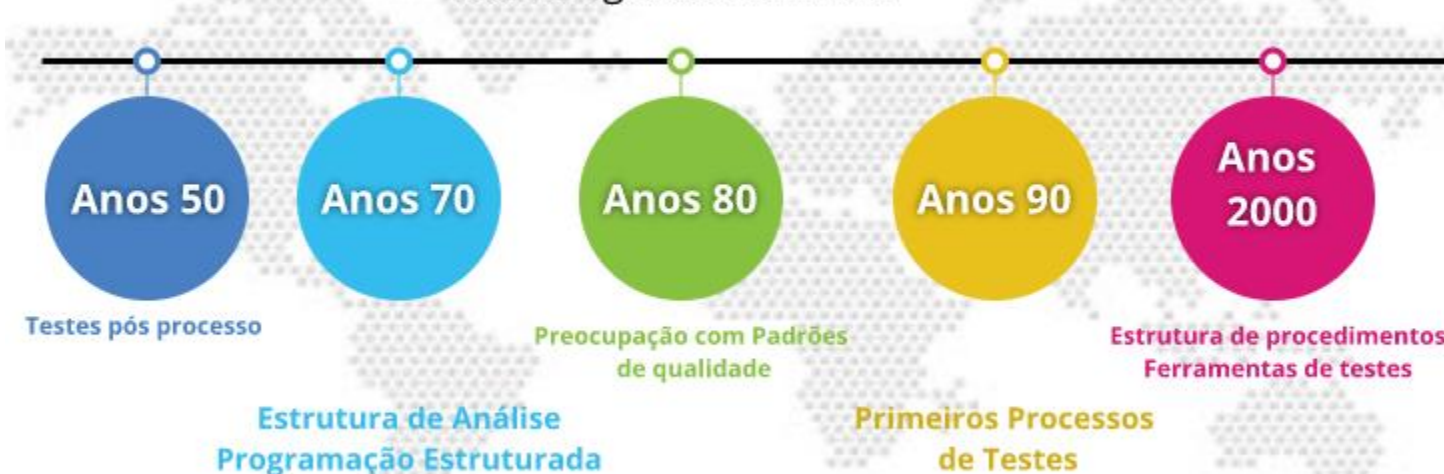 Anos 50
Anos 70
Anos 80
Anos 90
Anos
2000
Testes pós processo
Preocupação com Padrões
de qualidade
Estrutura de procedimentos
Ferramentas de testes
Estrutura de Análise
Programação Estruturada
Primeiros Processos
de Testes